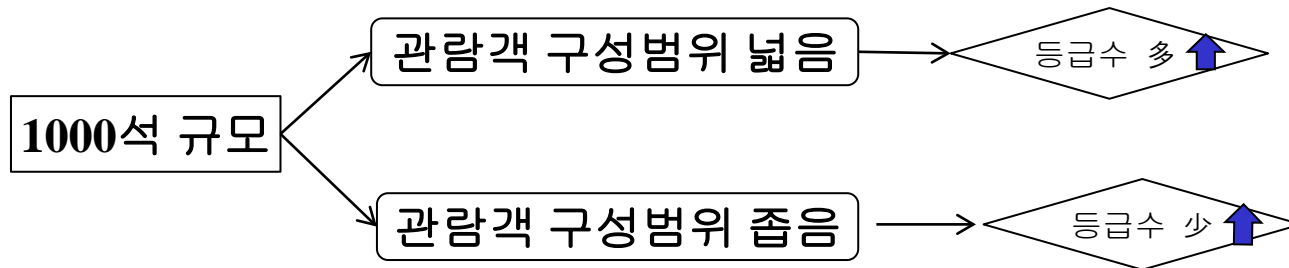 관람객 구성범위 넓음
등급수 多
1000석 규모
관람객 구성범위 좁음
등급수 少